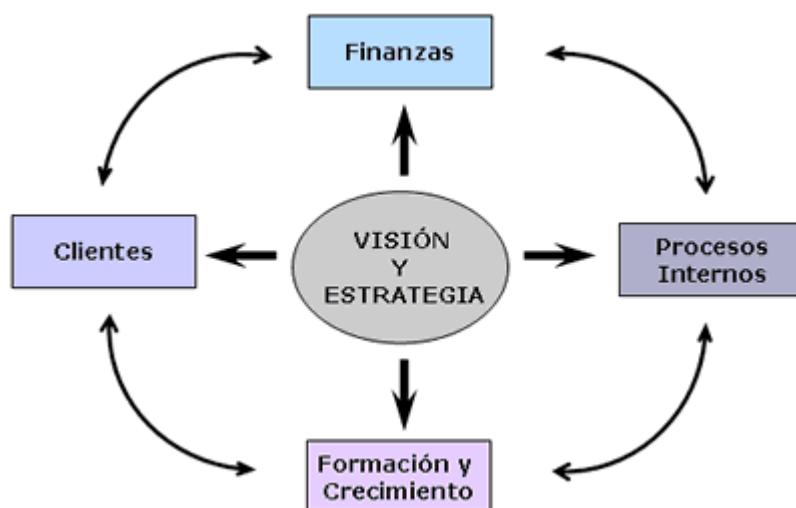 Finanzas
Clientes
VISIÓN
Y
ESTRATEGIA
Procesos
Internos
Formación y
Crecimiento